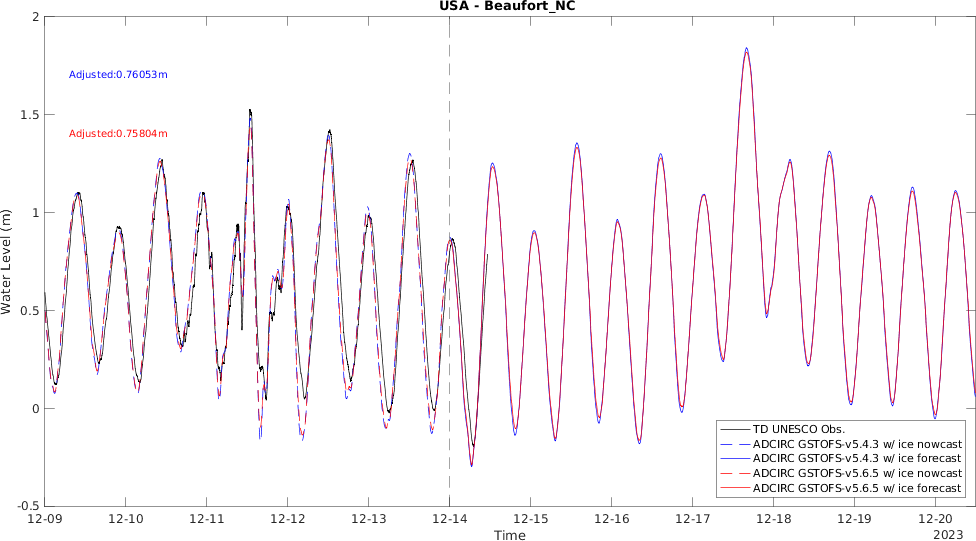 USA - Beaufort_NC
2
Adjusted:0.76053m
1.5
Adjusted:0.75804m
1
Water Level (m)
0.5
0
TD UNESCO Obs.
ADCIRC GSTOFS-v5.4.3 w/ ice nowcast
ADCIRC GSTOFS-v5.4.3 w/ ice forecast
ADCIRC GSTOFS-v5.6.5 w/ ice nowcast
ADCIRC GSTOFS-v5.6.5 w/ ice forecast
-0.5
12-09 12-10 12-11 12-12 12-13 12-14 12-15 12-16 12-17 12-18 12-19 12-20
Time
2023